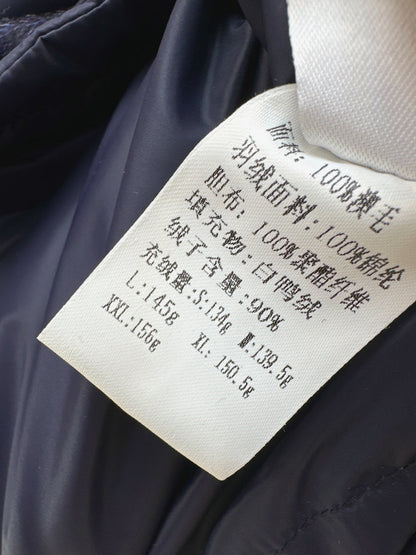 面料：100%澳毛
羽绒面料：100%锦纶
胆布：100%聚酯纤维
填充物：白鸭绒
绒子含量：90%
充绒量：S:134g M:139.5g
L:145g XL:150.5g
XXL:156g